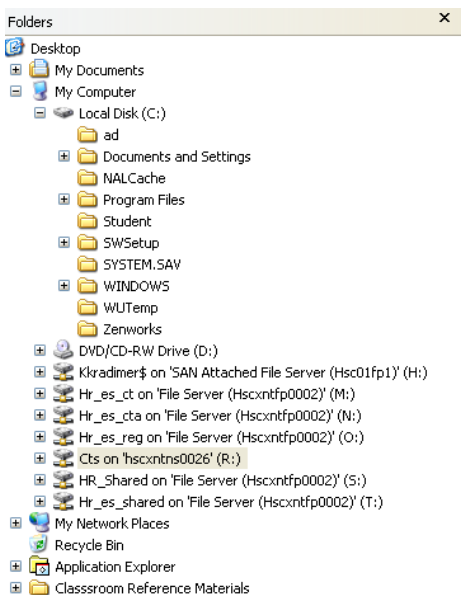 Folders
Desktop
My Documents
My Computer
Local Disk (C:)
ad
Documents and Settings
NALCache
Program Files
Student
SWSetup
SYSTEM.SAV
WINDOWS
WUTemp
Zenworks
DVD/CD-RW Drive (D:)
Kkradimer$ on 'SAN Attached File Server (Hsc01fp1)' (H:)
Hr_es_ct on 'File Server (Hscxntfp0002)' (M:)
Hr_es_cta on 'File Server (Hscxntfp0002)' (N:)
Hr_es_reg on 'File Server (Hscxntfp0002)' (O:)
Cts on 'hscxntns0026' (R:)
HR_Shared on 'File Server (Hscxntfp0002)' (S:)
Hr_es_shared on 'File Server (Hscxntfp0002)' (T:)
My Network Places
Recycle Bin
Application Explorer
Classsroom Reference Materials